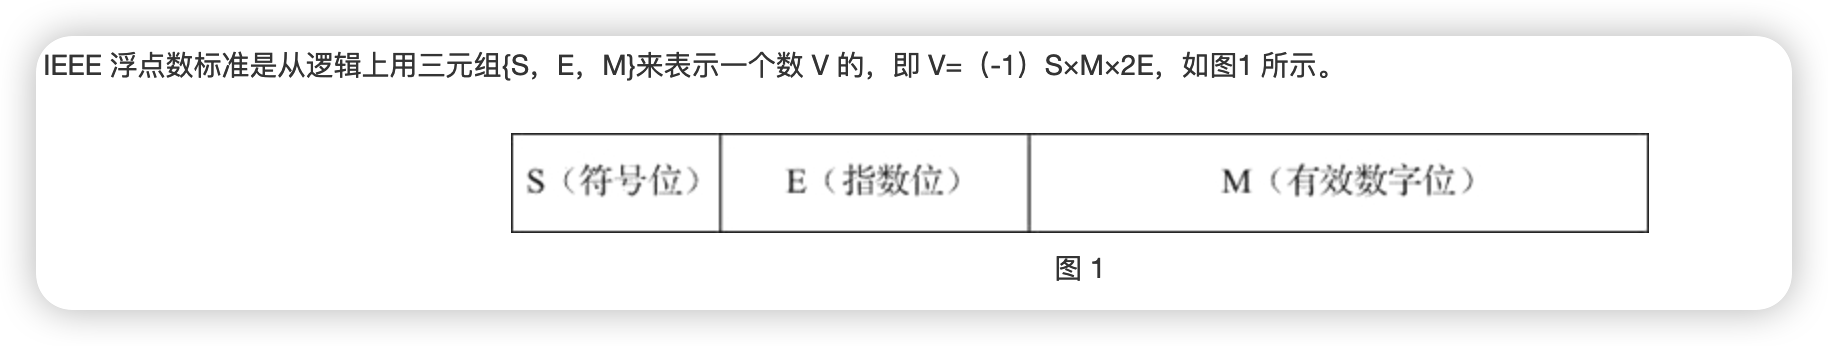 IEEE 浮点数标准是从逻辑上用三元组{S，E，M}来表示一个数 V 的，即 V=（-1）S×M×2E，如图1 所示。
S（符号位） E（指数位） M（有效数字位）
图 1